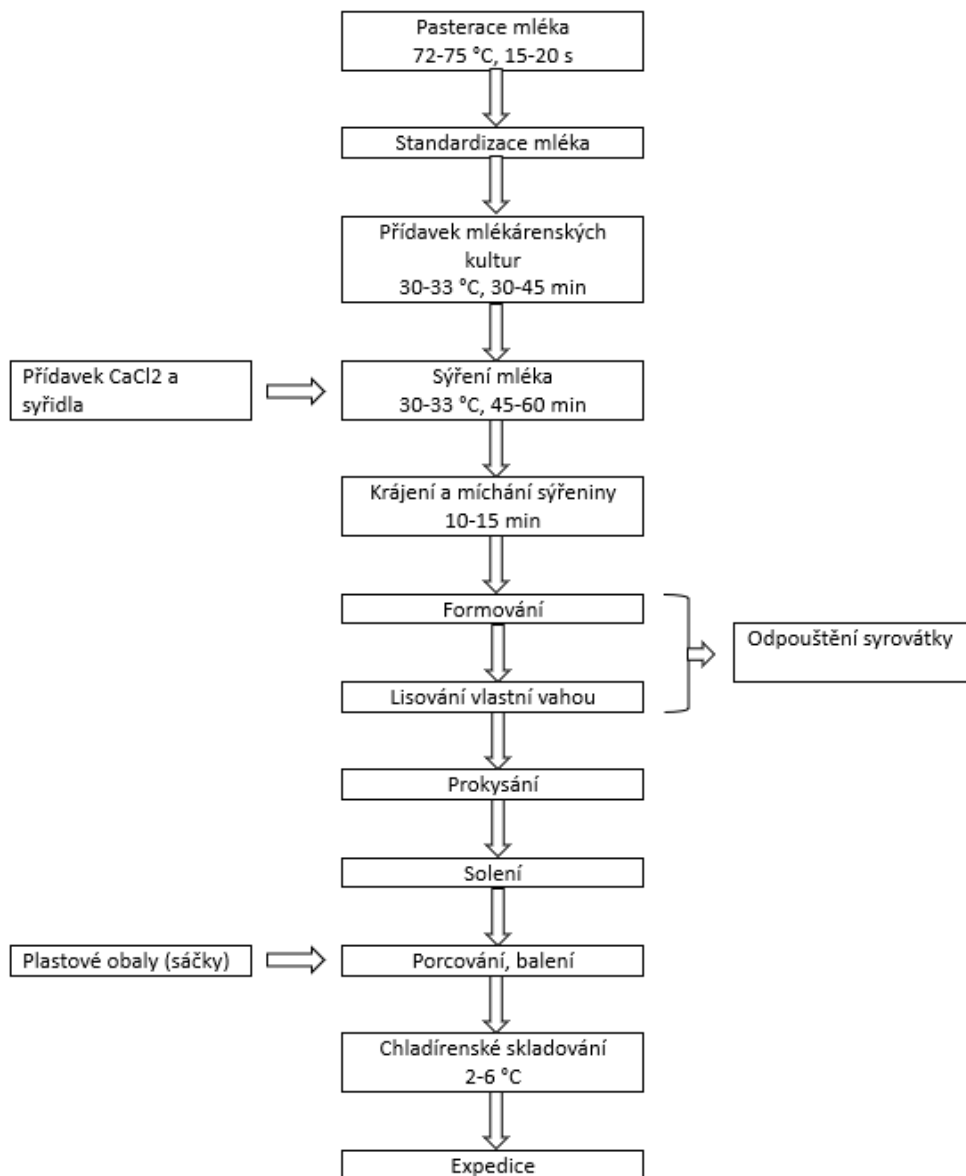 Pasterace mléka
72-75 °C, 15-20 s
Standardizace mléka
Přídavek mlékárenských
kultur
30-33 °C, 30-45 min
Přídavek CaCl2 a
syřidla
Sýření mléka
30-33 °C, 45-60 min
Krájení a míchání sýřeniny
10-15 min
Formování
Odpouštění syrovátky
Lisování vlastní vahou
Prokysání
Solení
Plastové obaly (sáčky)
Porcování, balení
Chladírenské skladování
2-6 °C
Expedice